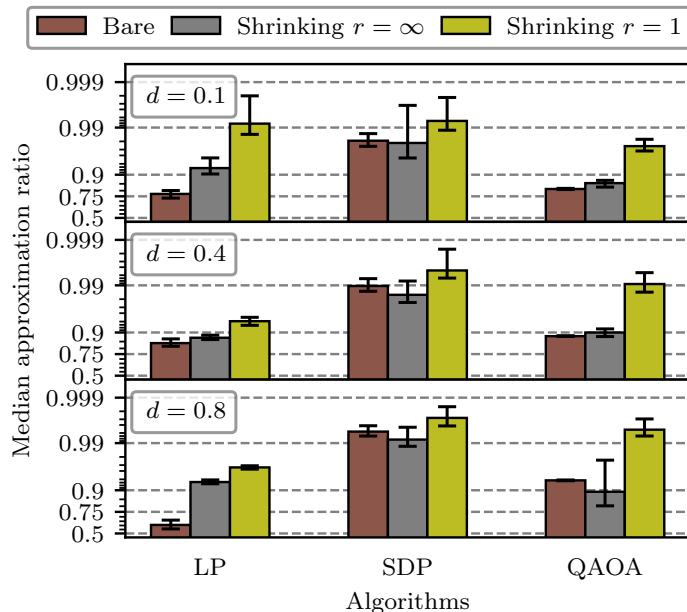 Bare Shrinking r = ∞ Shrinking r = 1
Median approximation ratio
d = 0.1
0.999
0.99
0.9
0.75
0.5
d = 0.4
0.999
0.99
0.9
0.75
0.5
d = 0.8
0.999
0.99
0.9
0.75
0.5
LP SDP QAOA
Algorithms